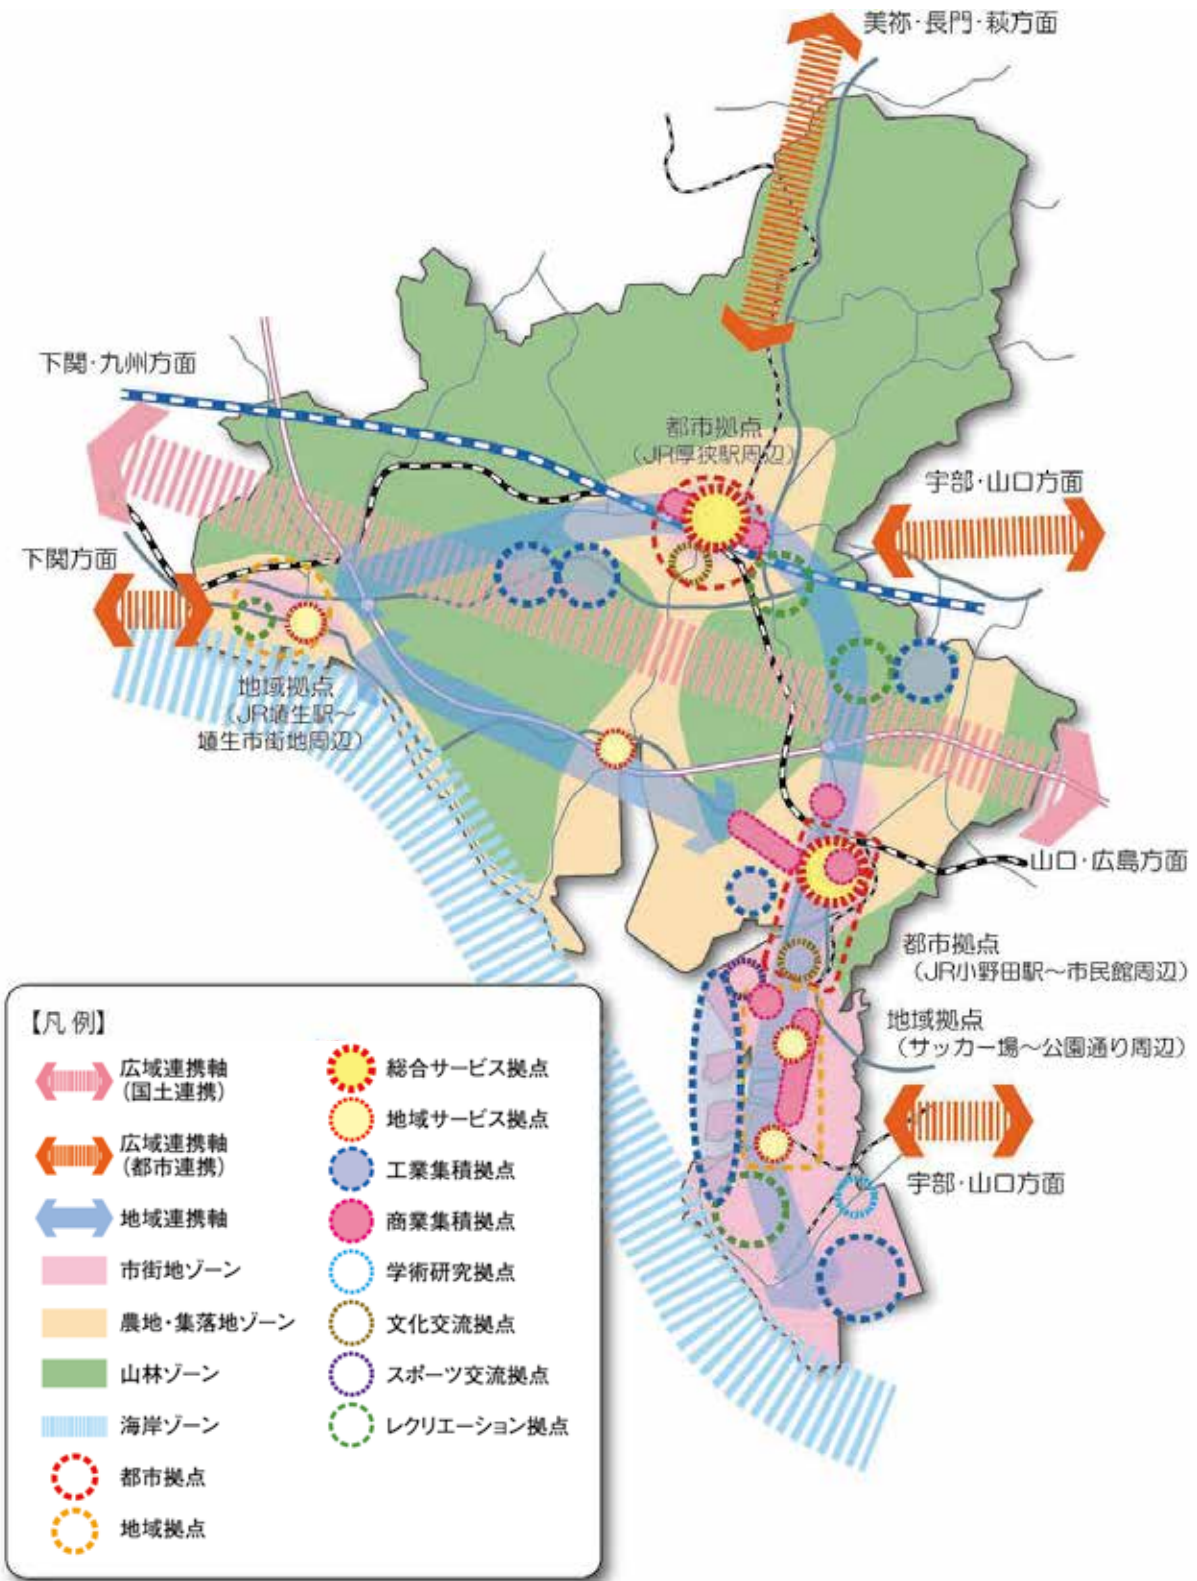 美祢・長門・萩方面
下関・九州方面
都市拠点
（JR厚狭駅周辺）
宇部・山口方面
下関方面
地域拠点
（JR埴生駅～
埴生市街地周辺）
山口・広島方面
都市拠点
（JR小野田駅～市民館周辺）
地域拠点
（サッカー場～公園通り周辺）
宇部・山口方面
【凡 例】
広域連携軸
（国土連携）
広域連携軸
（都市連携）
地域連携軸
市街地ゾーン
農地・集落地ゾーン
山林ゾーン
海岸ゾーン
都市拠点
地域拠点
総合サービス拠点
地域サービス拠点
工業集積拠点
商業集積拠点
学術研究拠点
文化交流拠点
スポーツ交流拠点
レクリエーション拠点